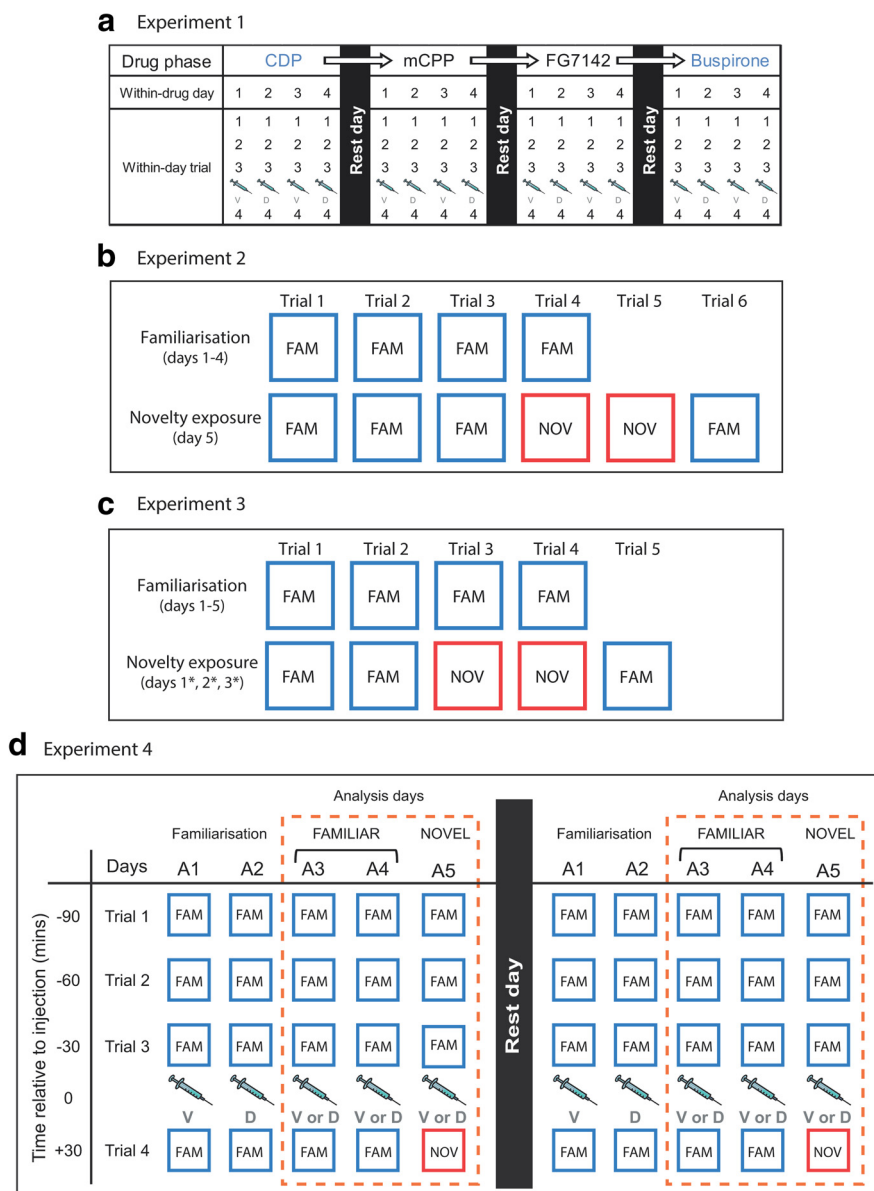 a Experiment 1
Drug phase CDP mCPP FG7142 Buspirone
Within-drug day 1 2 3 4 1 2 3 4 1 2 3 4 1 2 3 4
Rest day Rest day Rest day
Within-day trial
1 1 1 1 1 1 1 1 1 1 1 1 1 1 1 1
2 2 2 2 2 2 2 2 2 2 2 2 2 2 2 2
3 3 3 3 3 3 3 3 3 3 3 3 3 3 3 3
V D V D V D V D V D V D V D V D
4 4 4 4 4 4 4 4 4 4 4 4 4 4 4 4
b Experiment 2
Trial 1 Trial 2 Trial 3 Trial 4 Trial 5 Trial 6
Familiarisation
(days 1-4)
FAM FAM FAM FAM
Novelty exposure
(day 5)
FAM FAM FAM NOV NOV FAM
c Experiment 3
Trial 1 Trial 2 Trial 3 Trial 4 Trial 5
Familiarisation
(days 1-5)
FAM FAM FAM FAM
Novelty exposure
(days 1*, 2*, 3*)
FAM FAM NOV NOV FAM
d Experiment 4
Analysis days Analysis days
Familiarisation FAMILIAR NOVEL Familiarisation FAMILIAR NOVEL
Days A1 A2 A3 A4 A5 A1 A2 A3 A4 A5
Time relative to injection (mins)
Rest day
-90 Trial 1 FAM FAM FAM FAM FAM FAM FAM FAM FAM FAM
-60 Trial 2 FAM FAM FAM FAM FAM FAM FAM FAM FAM FAM
-30 Trial 3 FAM FAM FAM FAM FAM FAM FAM FAM FAM FAM
0
V D V or D V or D V or D V D V or D V or D V or D
+30 Trial 4 FAM FAM FAM FAM NOV FAM FAM FAM FAM NOV